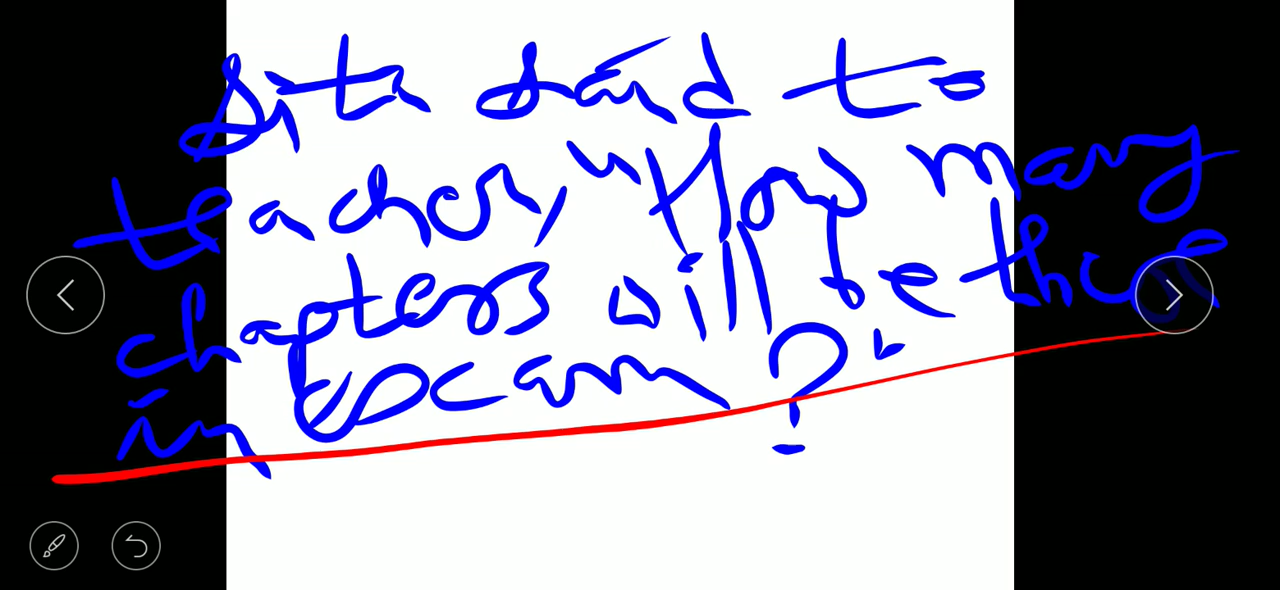 Sita said to
teacher, "How many
chapters will be there
in exam ?"